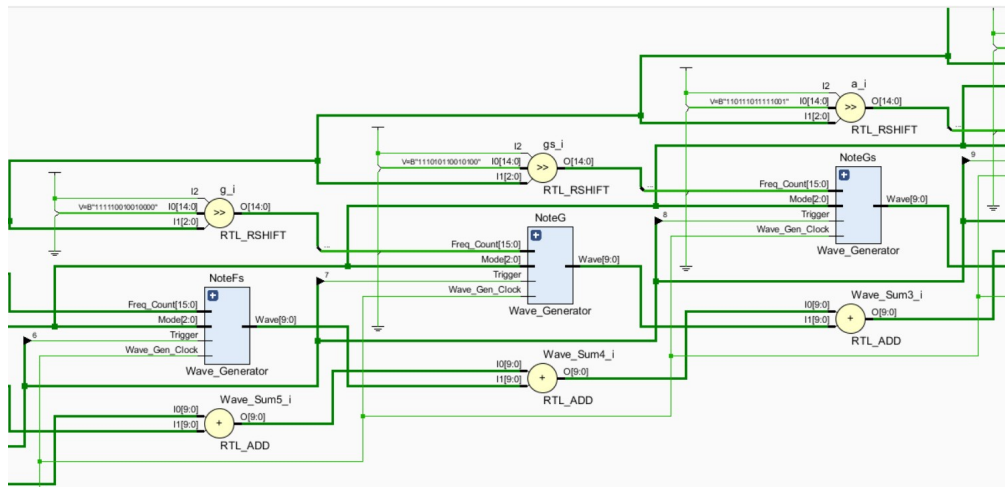 I2
a_i
V=B"110111011111001"
I0[14:0]
O[14:0]
I1[2:0]
RTL_RSHIFT
I2
gs_i
V=B"111010110010100"
I0[14:0]
O[14:0]
I1[2:0]
RTL_RSHIFT
9
NoteGs
Freq_Count[15:0]
Mode[2:0]
Wave[9:0]
8
Trigger
Wave_Gen_Clock
Wave_Generator
I2
g_i
V=B"111110010010000"
I0[14:0]
O[14:0]
I1[2:0]
RTL_RSHIFT
...
...
...
NoteG
Freq_Count[15:0]
Mode[2:0]
Wave[9:0]
7
Trigger
Wave_Gen_Clock
Wave_Generator
NoteFs
Freq_Count[15:0]
Mode[2:0]
Wave[9:0]
6
Trigger
Wave_Gen_Clock
Wave_Generator
Wave_Sum3_i
I0[9:0]
O[9:0]
I1[9:0]
RTL_ADD
Wave_Sum4_i
I0[9:0]
O[9:0]
I1[9:0]
RTL_ADD
Wave_Sum5_i
I0[9:0]
O[9:0]
I1[9:0]
RTL_ADD